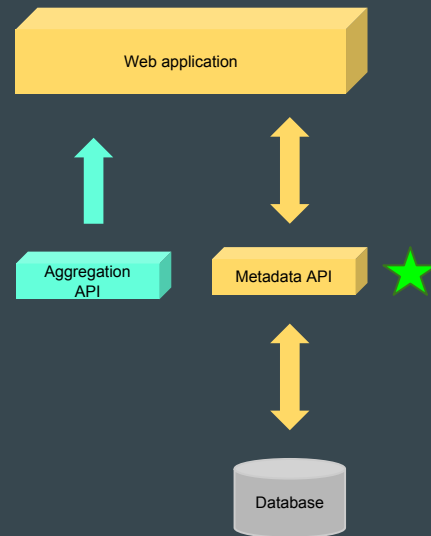 Web application
Aggregation
API
Metadata API
Database